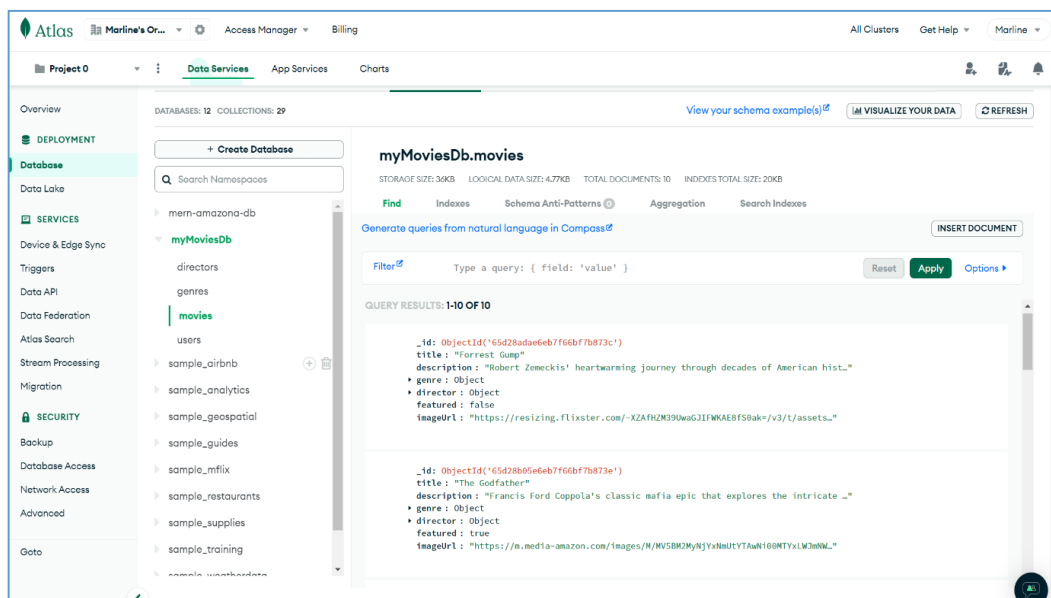 Atlas Marline's Or... Access Manager Billing All Clusters Get Help Marline
Project 0 Data Services App Services Charts
Overview
DEPLOYMENT
Database
Data Lake
SERVICES
Device & Edge Sync
Triggers
Data API
Data Federation
Atlas Search
Stream Processing
Migration
SECURITY
Backup
Database Access
Network Access
Advanced
Goto
DATABASES: 12 COLLECTIONS: 29
View your schema example(s) VISUALIZE YOUR DATA REFRESH
+ Create Database
Search Namespaces
mern-amazona-db
myMoviesDb
directors
genres
movies
users
sample_airbnb
sample_analytics
sample_geospatial
sample_guides
sample_mflix
sample_restaurants
sample_supplies
sample_training
sample_weatherdata
myMoviesDb.movies
STORAGE SIZE: 36KB LOGICAL DATA SIZE: 4.77KB TOTAL DOCUMENTS: 10 INDEXES TOTAL SIZE: 20KB
Find Indexes Schema Anti-Patterns 0 Aggregation Search Indexes
Generate queries from natural language in Compass INSERT DOCUMENT
Filter Type a query: { field: 'value' } Reset Apply Options
QUERY RESULTS: 1-10 OF 10
_id: ObjectId('65d28adae6eb7f66bf7b873c')
title : "Forrest Gump"
description : "Robert Zemeckis' heartwarming journey through decades of American hist…"
genre : Object
director : Object
featured : false
imageUrl : "https://resizing.flixster.com/-XZAfHZM39UwaGJIFWKAE8fS0ak=/v3/t/assets…"
_id: ObjectId('65d28b05e6eb7f66bf7b873e')
title : "The Godfather"
description : "Francis Ford Coppola's classic mafia epic that explores the intricate …"
genre : Object
director : Object
featured : true
imageUrl : "https://m.media-amazon.com/images/M/MV5BM2MyNjYxNmUtYTAwNi00MTYxLWJmNW…"